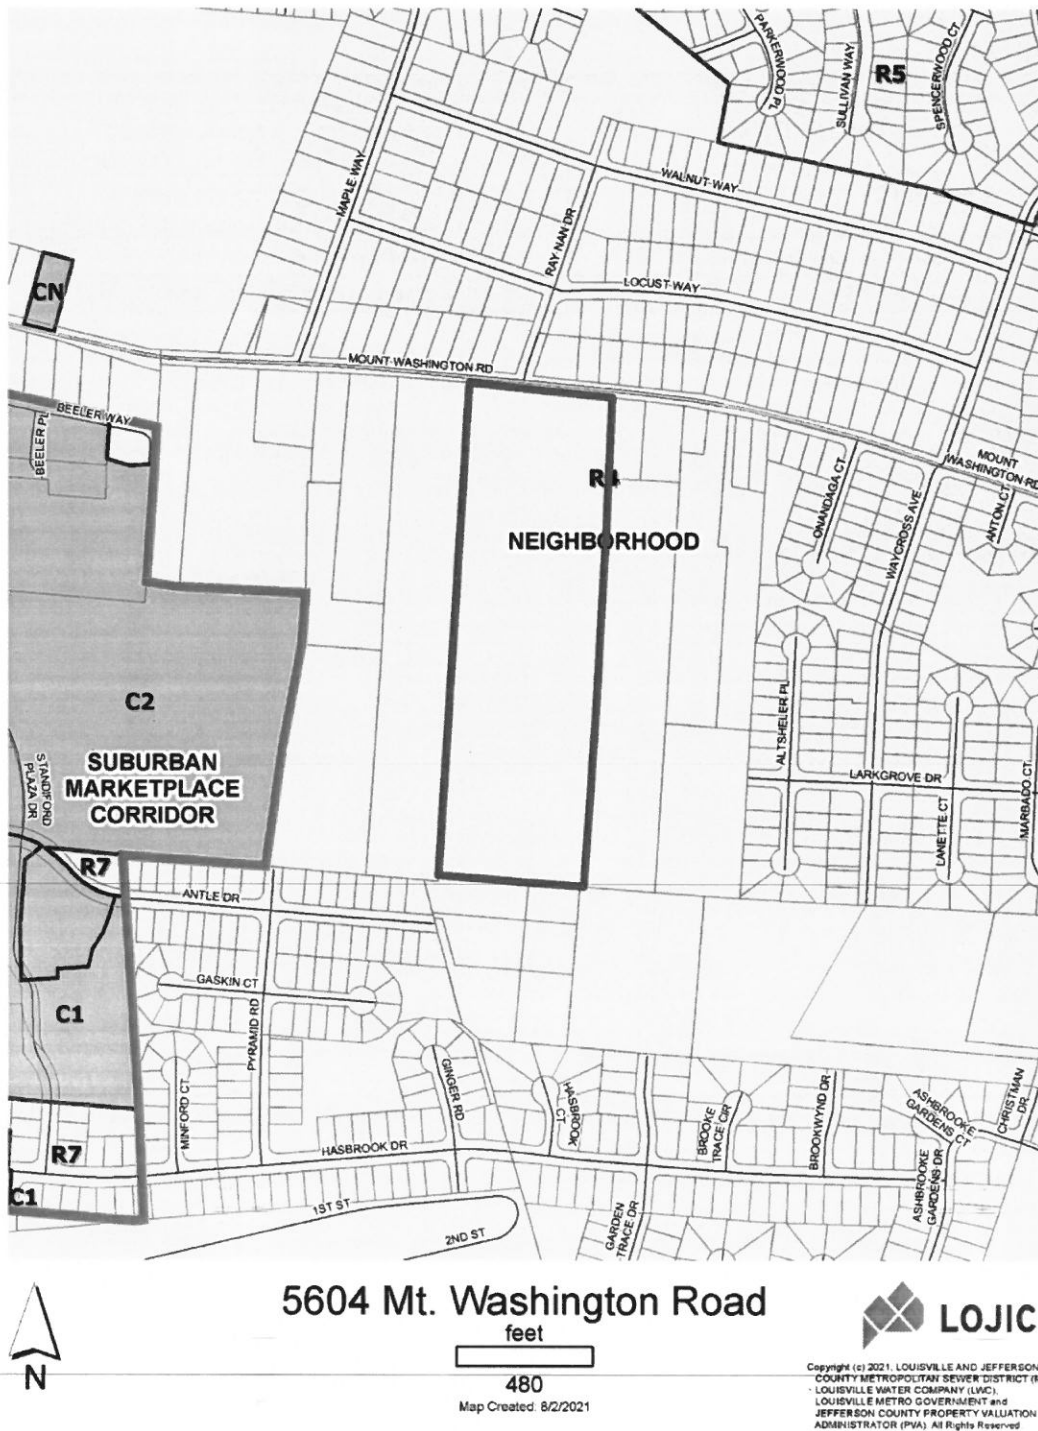 PARKERWOOD PL
SULLIVAN WAY
SPENCERWOOD CT
R5
MAPLE WAY
WALNUT WAY
RAY NAN DR
LOCUST WAY
CN
MOUNT WASHINGTON RD
BEELER WAY
BEELER PL
R4
NEIGHBORHOOD
ONANDAGA CT
WAYCROSS AVE
MOUNT
WASHINGTON RD
ANTON CT
C2
SUBURBAN
MARKETPLACE
CORRIDOR
STANDIFORD
PLAZA DR
ALTSHELER PL
LARKGROVE DR
LANETTE CT
MARBADO CT
R7
ANTLE DR
GASKIN CT
C1
PYRAMID RD
MINFORD CT
GINGER RD
HASBROOK
CT
BROOKE
TRACE CIR
BROOKWYND DR
ASHBROOKE
GARDENS CT
CHRISTMAN
DR
R7
HASBROOK DR
C1
1ST ST
2ND ST
GARDEN
TRACE DR
ASHBROOKE
GARDENS DR
5604 Mt. Washington Road
feet
480
Map Created: 8/2/2021
N
LOJIC
Copyright (c) 2021, LOUISVILLE AND JEFFERSON
COUNTY METROPOLITAN SEWER DISTRICT
LOUISVILLE WATER COMPANY (LWC),
LOUISVILLE METRO GOVERNMENT and
JEFFERSON COUNTY PROPERTY VALUATION
ADMINISTRATOR (PVA) All Rights Reserved